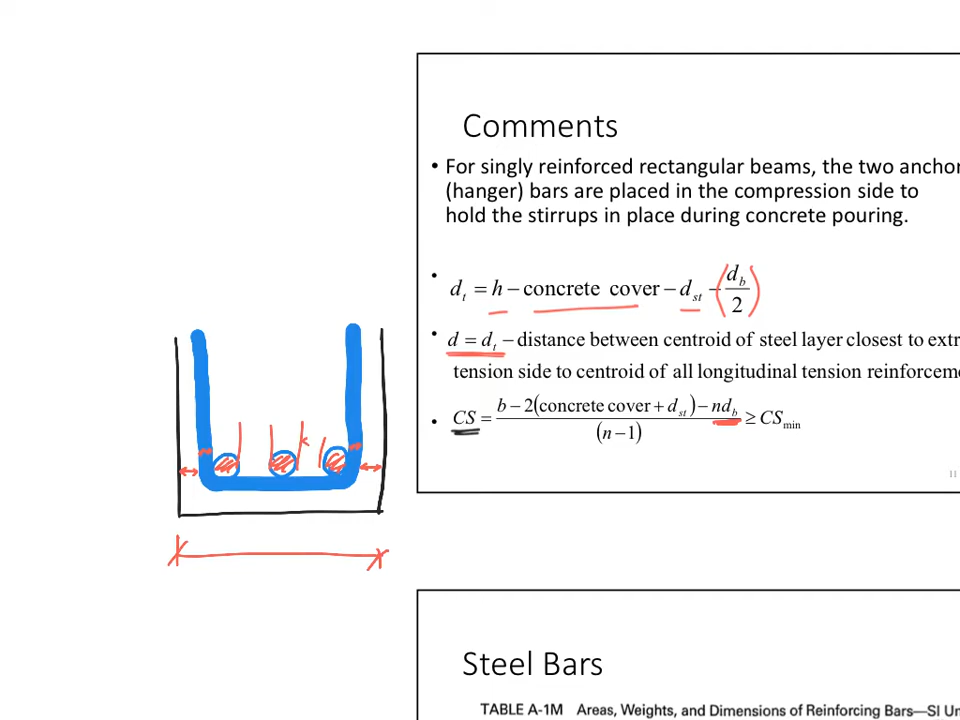 Comments
• For singly reinforced rectangular beams, the two anchor
(hanger) bars are placed in the compression side to
hold the stirrups in place during concrete pouring.
• d_t = h − concrete cover − d_st − (d_b / 2)
• d = d_t − distance between centroid of steel layer closest to extr
tension side to centroid of all longitudinal tension reinforceme
• CS = (b − 2(concrete cover + d_st) − nd_b) / (n − 1) ≥ CS_min
11
Steel Bars
TABLE A-1M Areas, Weights, and Dimensions of Reinforcing Bars—SI Un